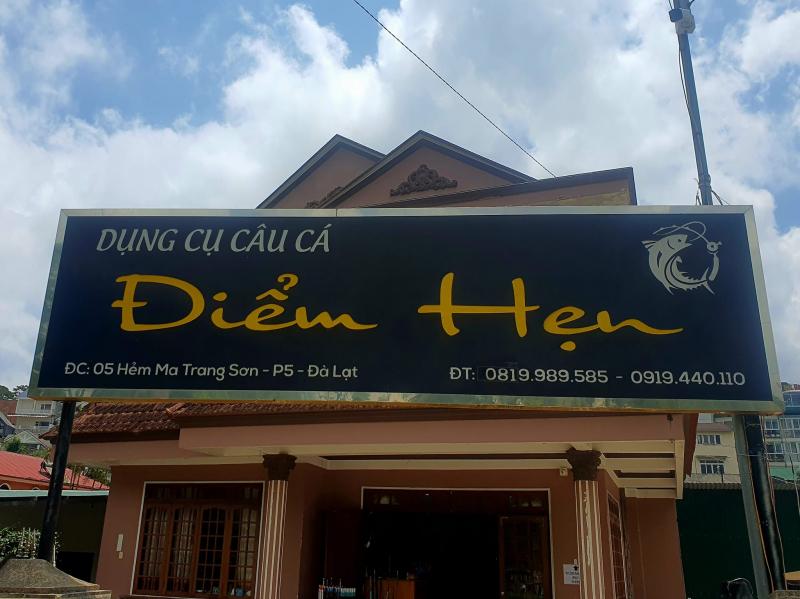 DỤNG CỤ CÂU CÁ
Điểm Hẹn
ĐC: 05 Hẻm Ma Trang Sơn - P5 - Đà Lạt
ĐT: 0819.989.585 - 0919.440.110